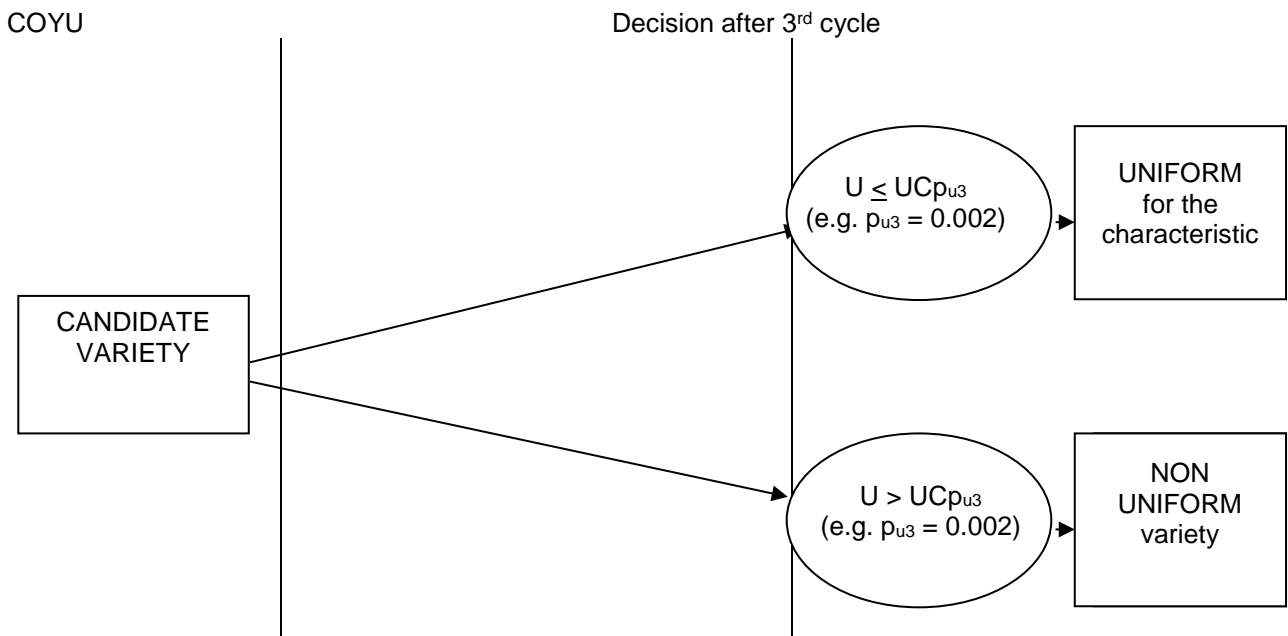 COYU
Decision after 3rd cycle
U ≤ UCpu3
(e.g. pu3 = 0.002)
UNIFORM
for the
characteristic
CANDIDATE
VARIETY
U > UCpu3
(e.g. pu3 = 0.002)
NON
UNIFORM
variety